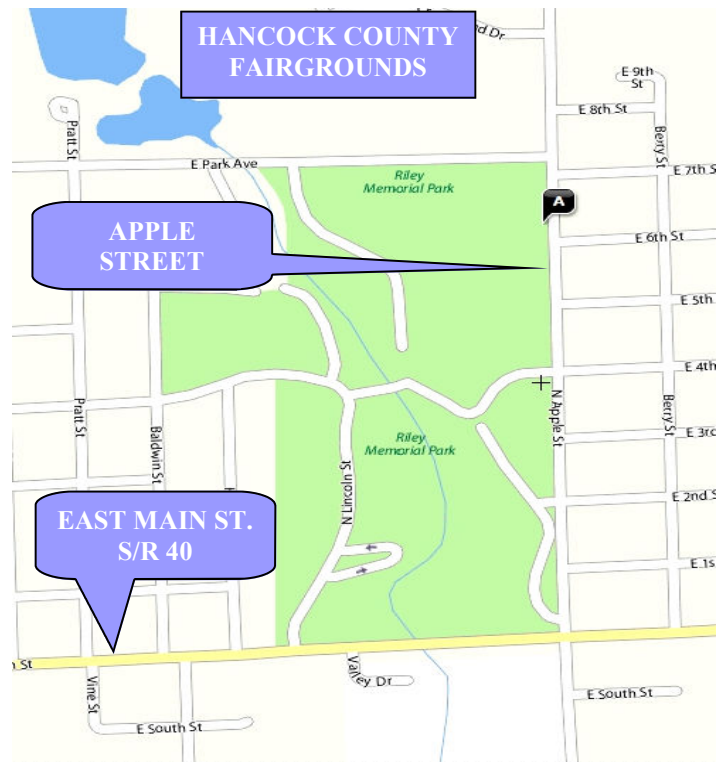 HANCOCK COUNTY
FAIRGROUNDS
E 9th
St
E 8th St
Pratt St
Berry St
E Park Ave
E 7th S
Riley
Memorial Park
A
APPLE
STREET
E 6th St
E 5th
E 4th
N Apple St
Pratt St
Baldwin St
Berry St
E 3rd
Riley
Memorial Park
N Lincoln St
E 2nd S
EAST MAIN ST.
S/R 40
E 1s
St
Valley Dr
Vine St
E South St
E South St